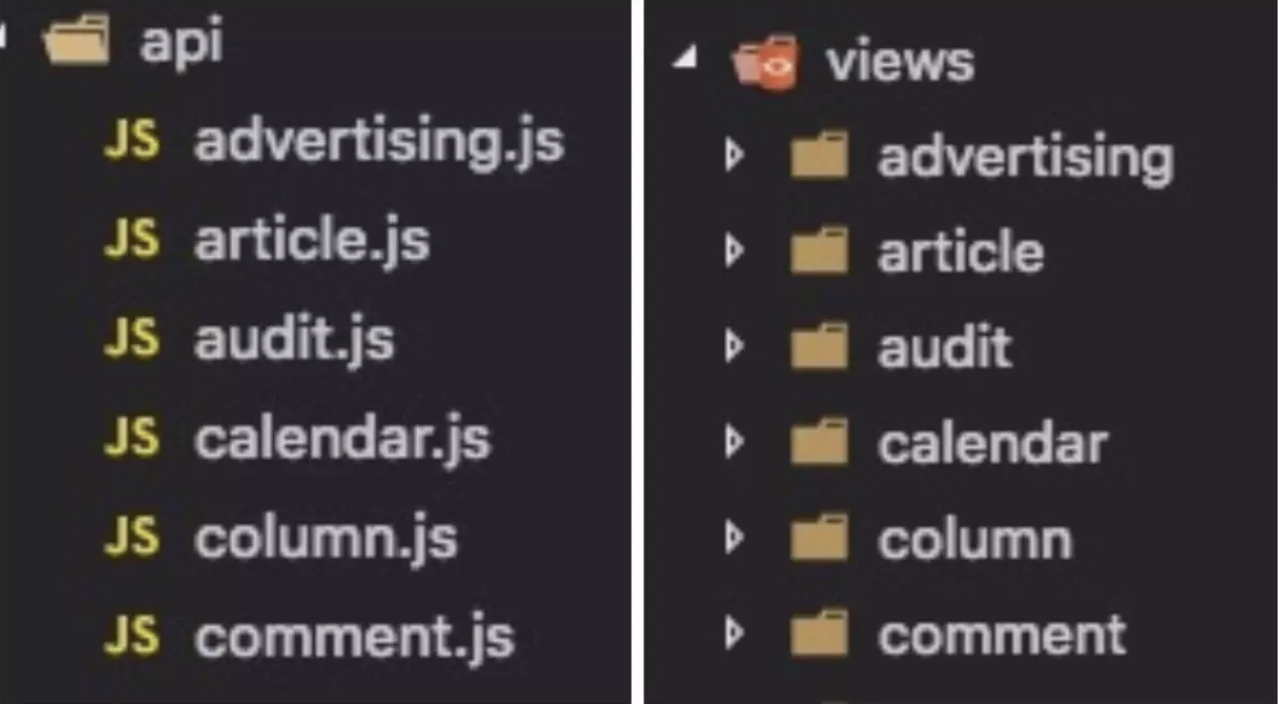 api
JS advertising.js
JS article.js
JS audit.js
JS calendar.js
JS column.js
JS comment.js
views
advertising
article
audit
calendar
column
comment